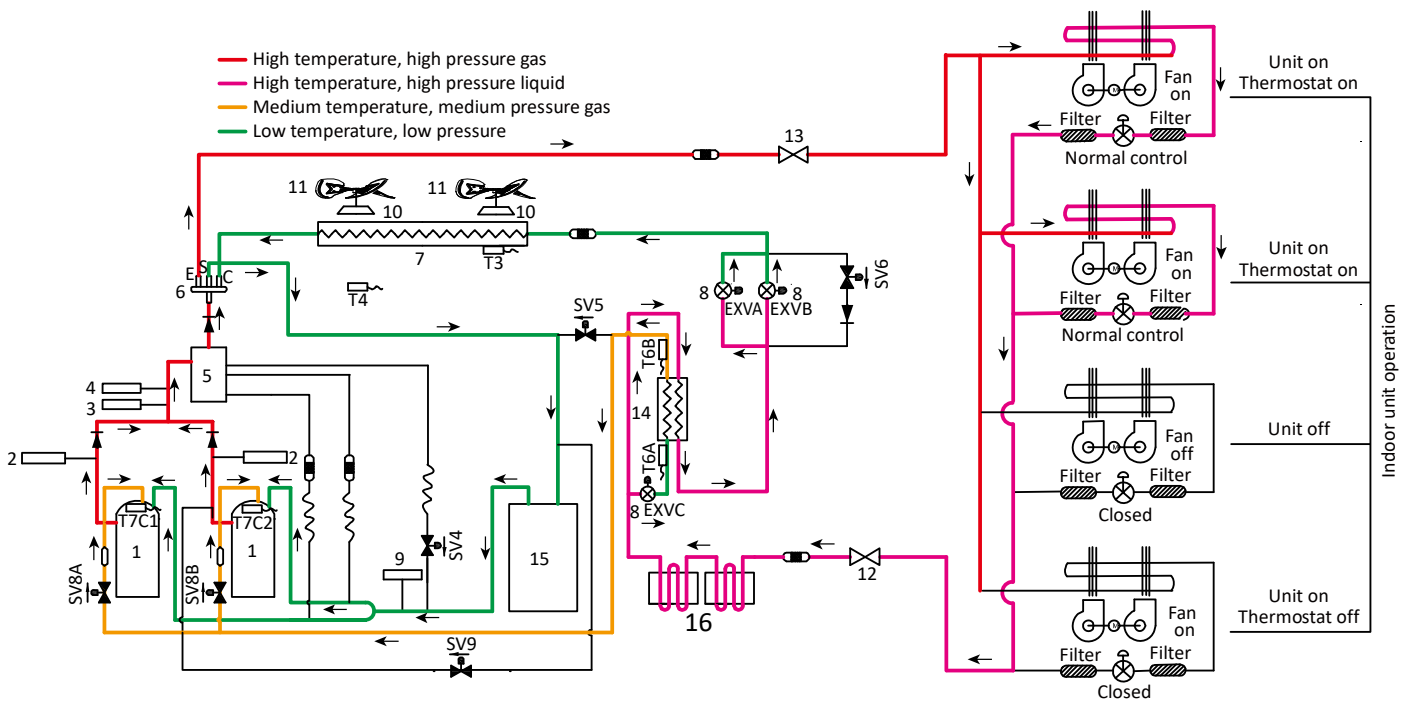 High temperature, high pressure gas
High temperature, high pressure liquid
Medium temperature, medium pressure gas
Low temperature, low pressure
13
11
11
10
10
7
T3
T4
E
S
C
6
SV5
8
EXVA
8
EXVB
SV6
T6B
14
T6A
8
EXVC
5
4
3
2
2
T7C1
T7C2
1
1
SV8A
SV8B
9
SV4
15
SV9
16
12
M
Fan
on
Filter
Filter
Normal control
Unit on
Thermostat on
M
Fan
on
Filter
Filter
Normal control
Unit on
Thermostat on
M
Fan
off
Filter
Filter
Closed
Unit off
M
Fan
on
Filter
Filter
Closed
Unit on
Thermostat off
Indoor unit operation